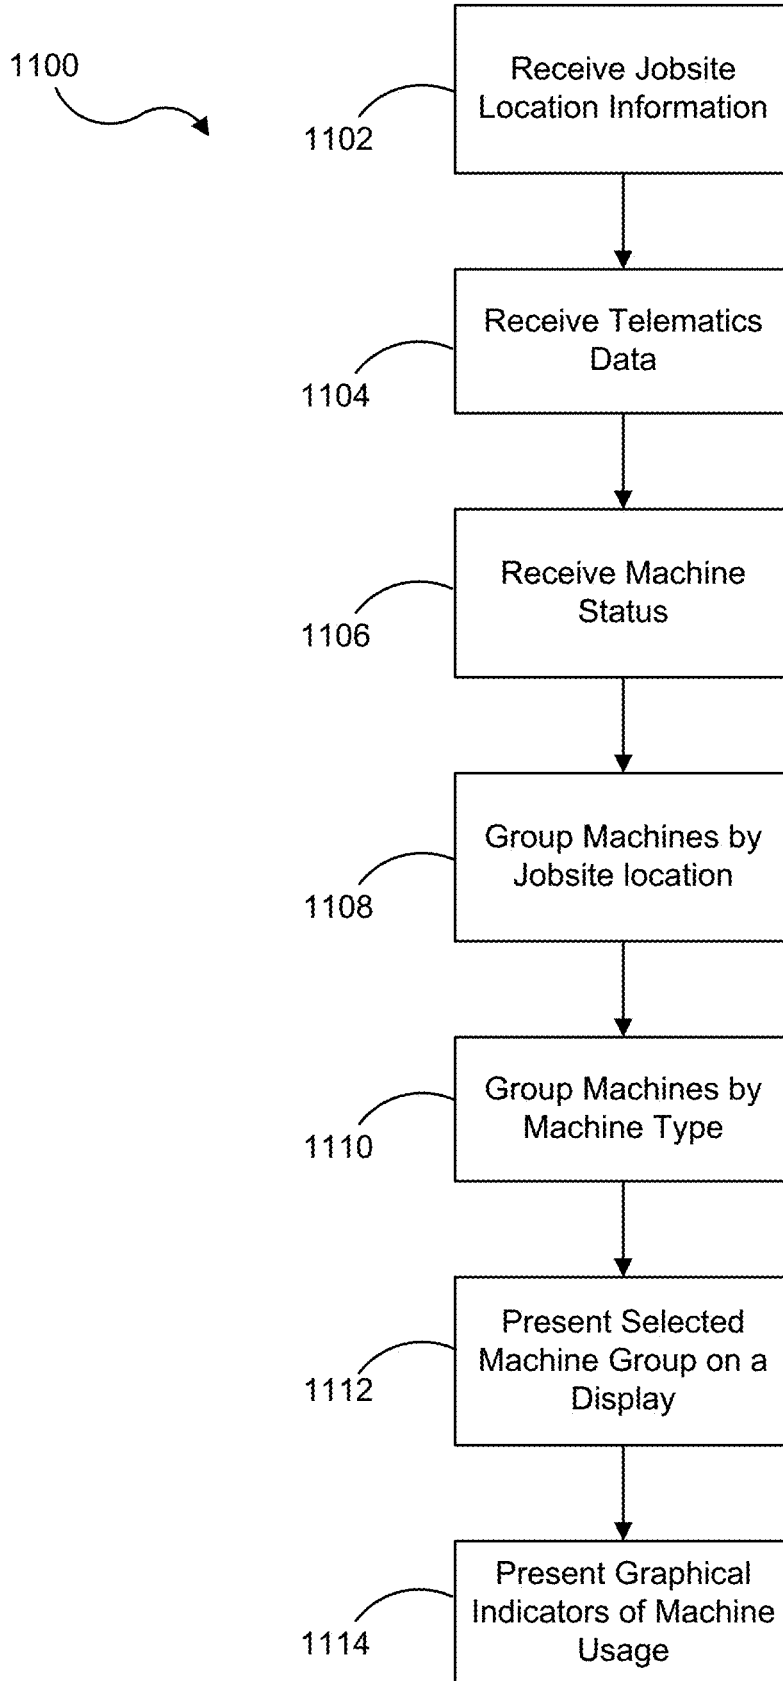 1100
Receive Jobsite
Location Information
1102
Receive Telematics
Data
1104
Receive Machine
Status
1106
Group Machines by
Jobsite location
1108
Group Machines by
Machine Type
1110
Present Selected
Machine Group on a
Display
1112
Present Graphical
Indicators of Machine
Usage
1114